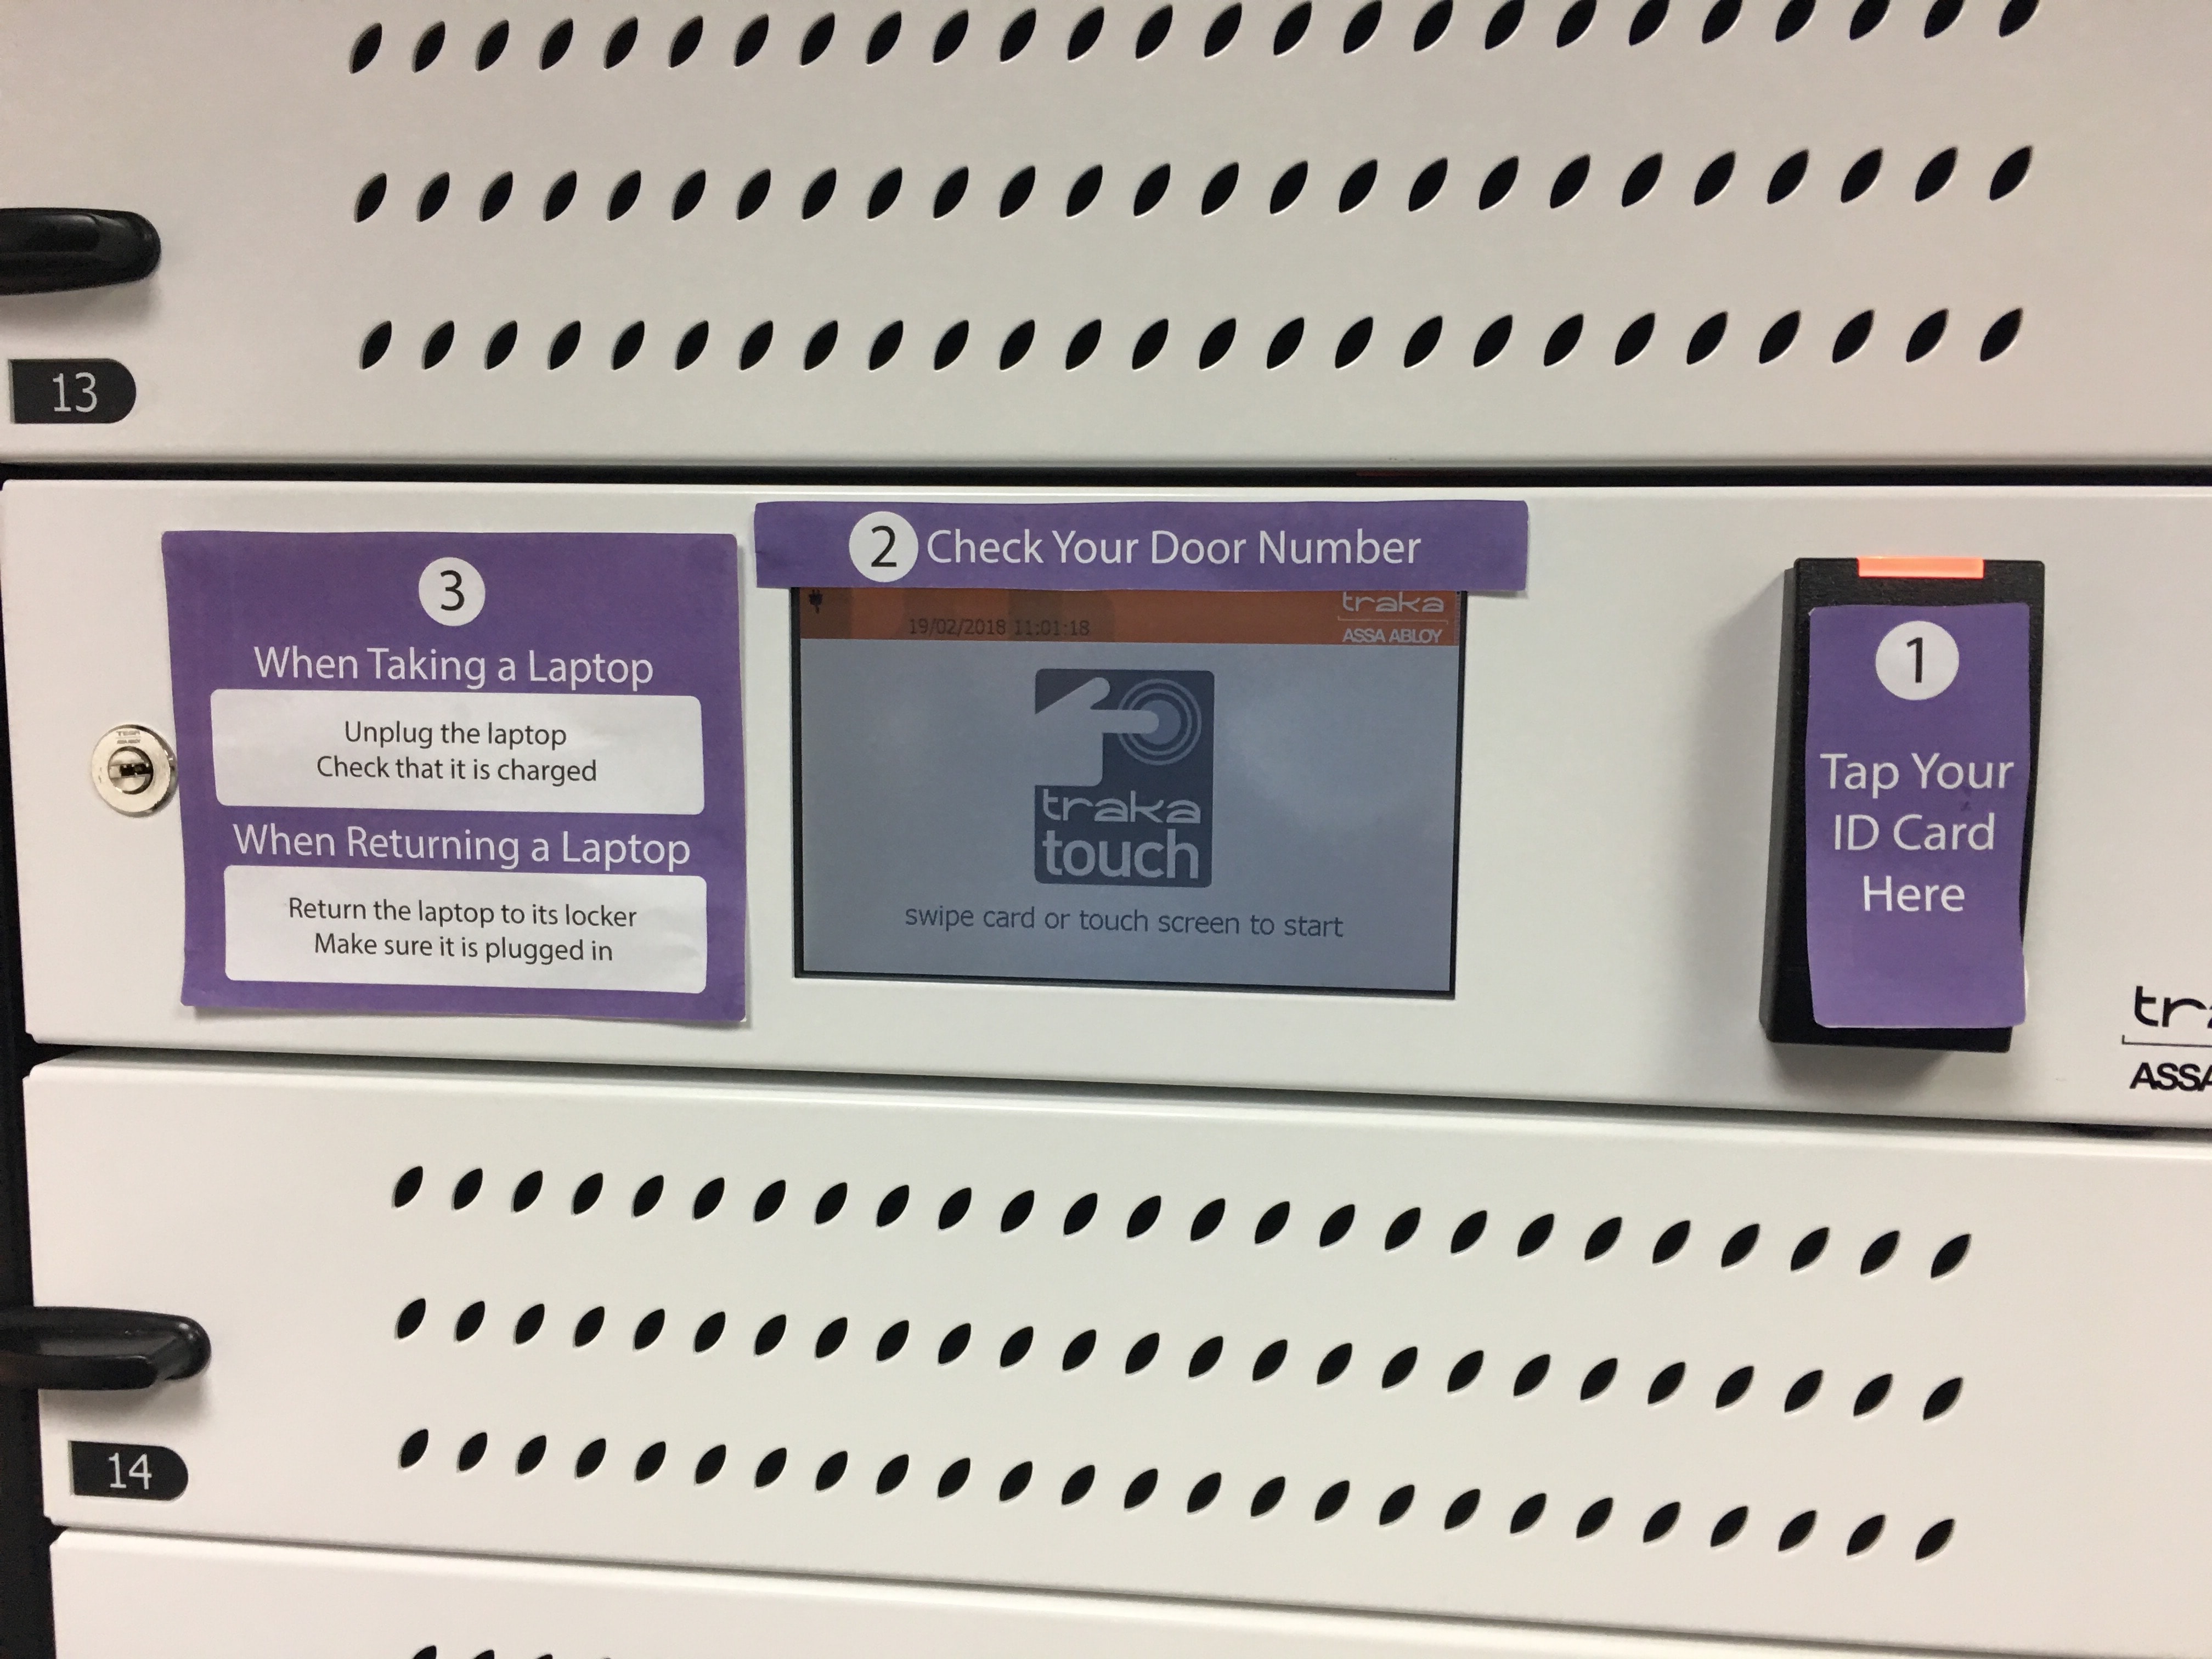 13
3
When Taking a Laptop
Unplug the laptop
Check that it is charged
When Returning a Laptop
Return the laptop to its locker
Make sure it is plugged in
2 Check Your Door Number
traka
19/02/2018 11:01:18
ASSA ABLOY
traka
touch
swipe card or touch screen to start
1
Tap Your
ID Card
Here
ASSA
14